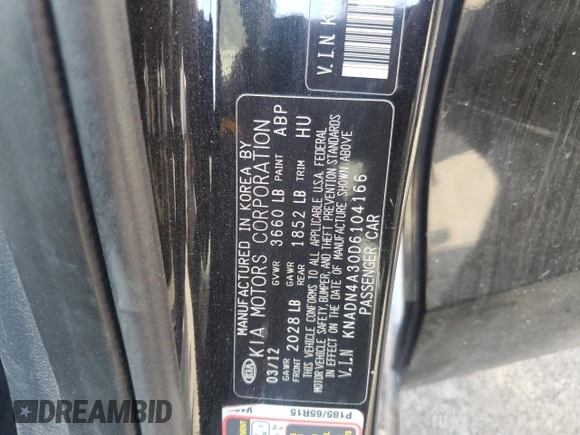 V.I.N
KIA
MANUFACTURED IN KOREA BY
KIA MOTORS CORPORATION
03/12 GVWR 3660 LB PAINT ABP
GAWR FRONT 2028 LB GAWR REAR 1852 LB TRIM HU
THIS VEHICLE CONFORMS TO ALL APPLICABLE U.S.A. FEDERAL
MOTOR VEHICLE SAFETY, BUMPER, AND THEFT PREVENTION STANDARDS
IN EFFECT ON THE DATE OF MANUFACTURE SHOWN ABOVE
V.I.N KNADN4A30D6104166
PASSENGER CAR
P185/65R15
DREAMBID